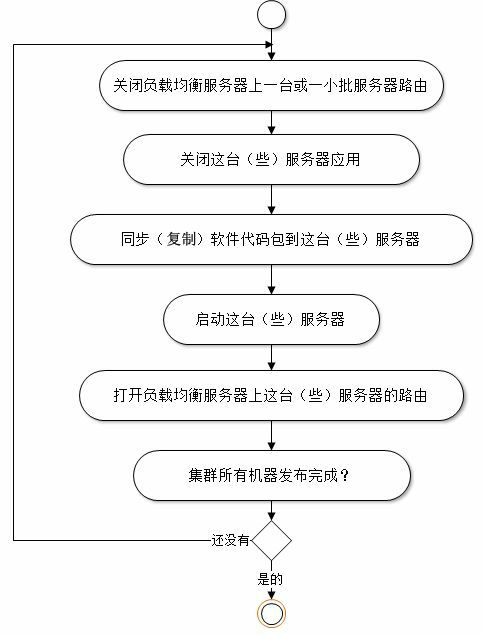 关闭负载均衡服务器上一台或一小批服务器路由
关闭这台（些）服务器应用
同步（复制）软件代码包到这台（些）服务器
启动这台（些）服务器
打开负载均衡服务器上这台（些）服务器的路由
集群所有机器发布完成？
还没有
是的